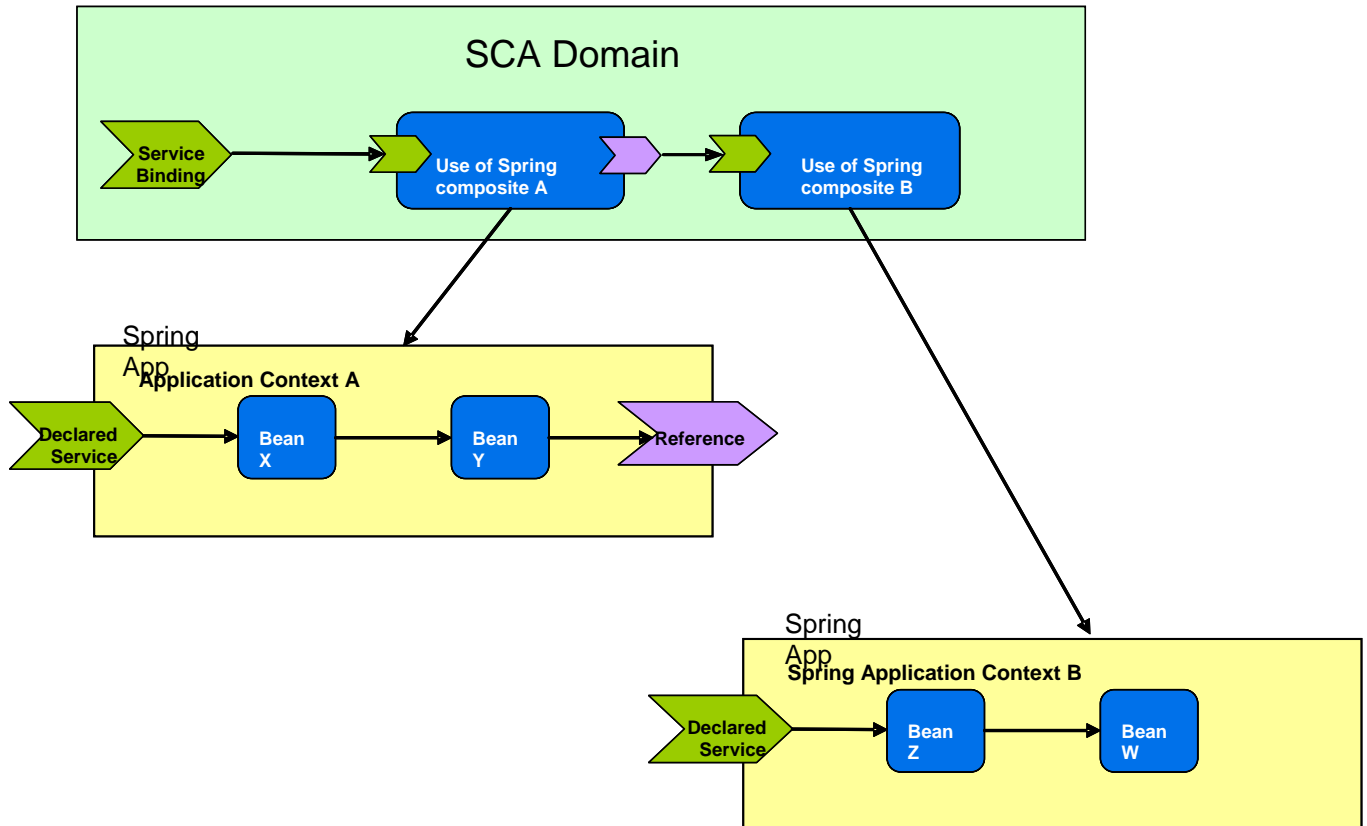 SCA Domain
Service
Binding
Use of Spring
composite A
Use of Spring
composite B
Spring
App
Application Context A
Declared
Service
Bean
X
Bean
Y
Reference
Spring
App
Spring Application Context B
Declared
Service
Bean
Z
Bean
W